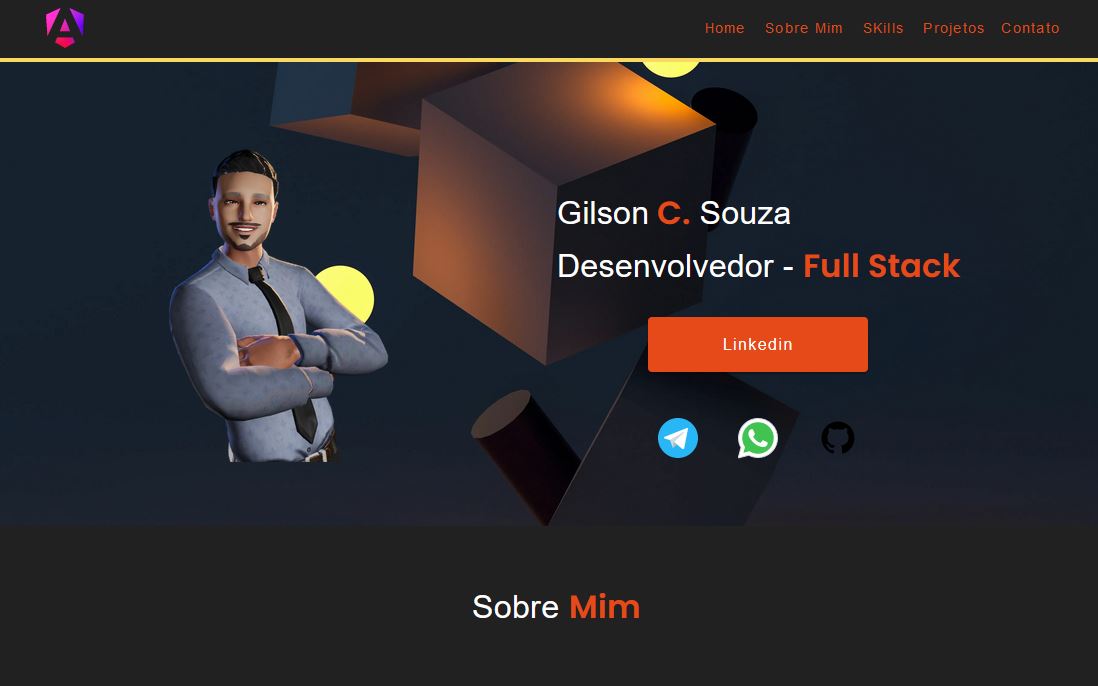 Home Sobre Mim SKills Projetos Contato
Gilson C. Souza
Desenvolvedor - Full Stack
Linkedin
Sobre Mim